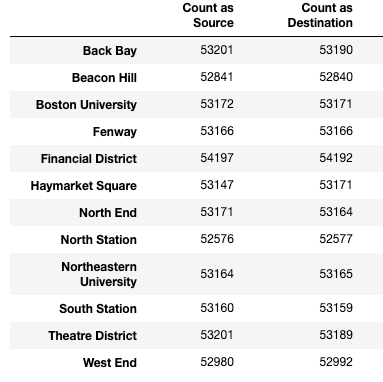 Count as Source Count as Destination
Back Bay 53201 53190
Beacon Hill 52841 52840
Boston University 53172 53171
Fenway 53166 53166
Financial District 54197 54192
Haymarket Square 53147 53171
North End 53171 53164
North Station 52576 52577
Northeastern University 53164 53165
South Station 53160 53159
Theatre District 53201 53189
West End 52980 52992